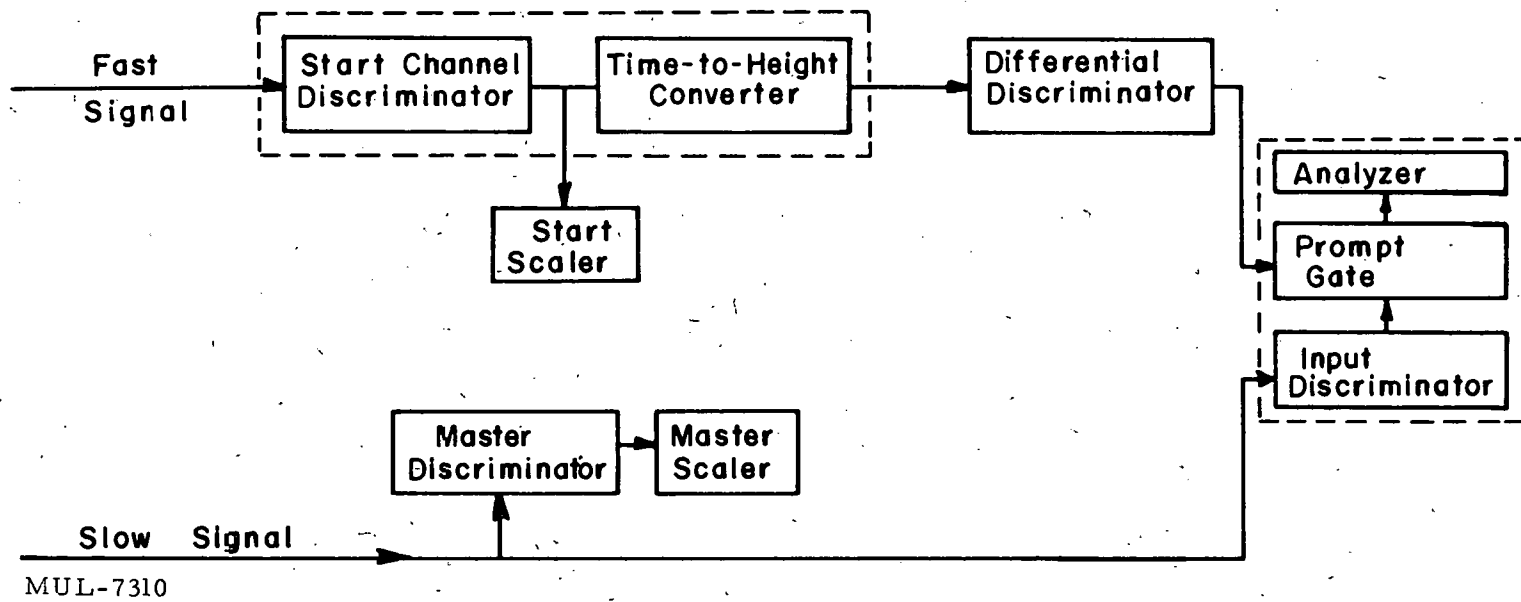 Fast
Signal
Start Channel
Discriminator
Time-to-Height
Converter
Differential
Discriminator
Start
Scaler
Analyzer
Prompt
Gate
Input
Discriminator
Master
Discriminator
Master
Scaler
Slow Signal
MUL-7310